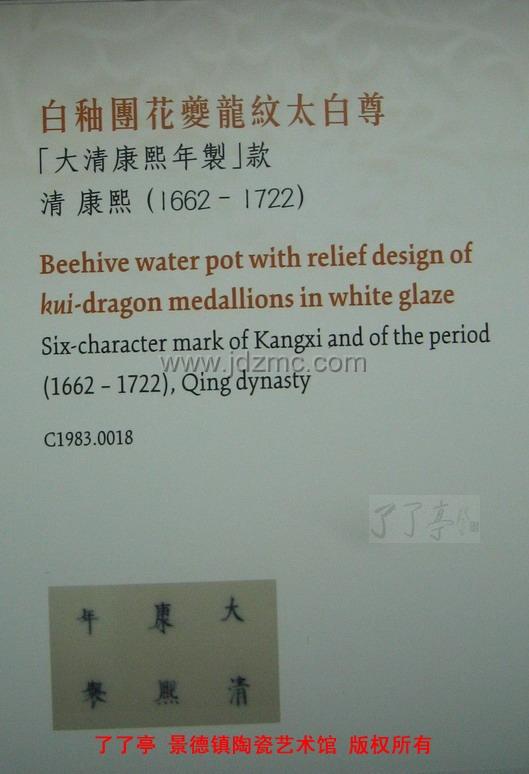 白釉團花夔龍紋太白尊
「大清康熙年製」款
清 康熙 (1662 - 1722)
Beehive water pot with relief design of
kui-dragon medallions in white glaze
Six-character mark of Kangxi and of the period
www.jdzmc.com
(1662 – 1722), Qing dynasty
C1983.0018
了了亭
大清
康熙
年製
了了亭 景德镇陶瓷艺术馆 版权所有